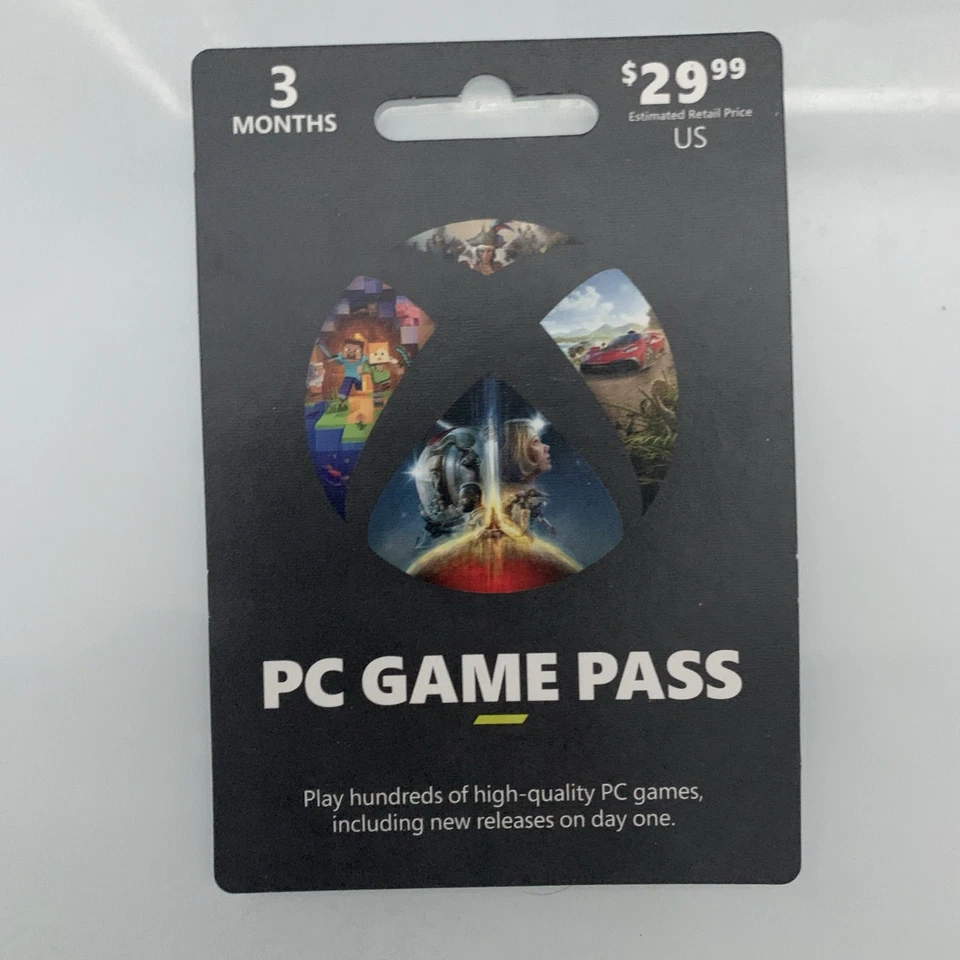 3
MONTHS
$29.99
Estimated Retail Price
US
PC GAME PASS
Play hundreds of high-quality PC games,
including new releases on day one.